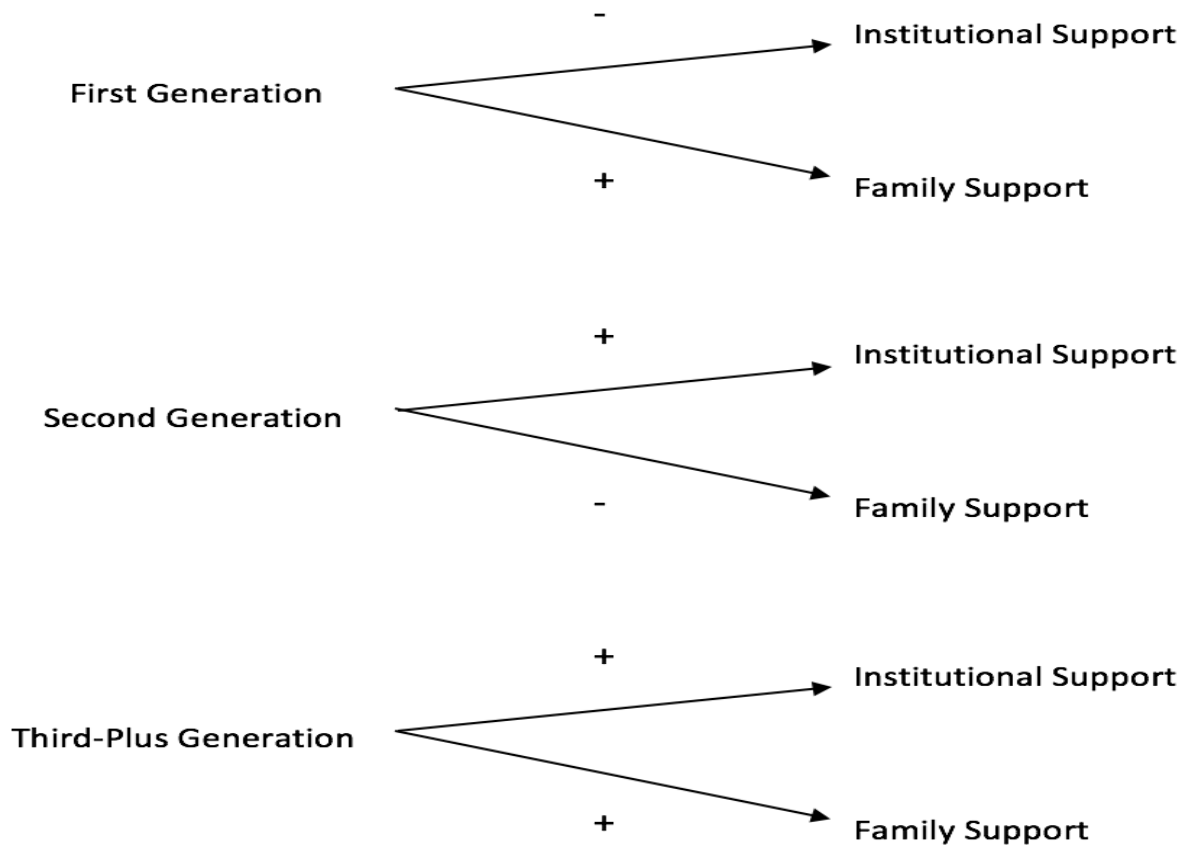 -
Institutional Support
First Generation
+
Family Support
+
Institutional Support
Second Generation
-
Family Support
+
Institutional Support
Third-Plus Generation
+
Family Support